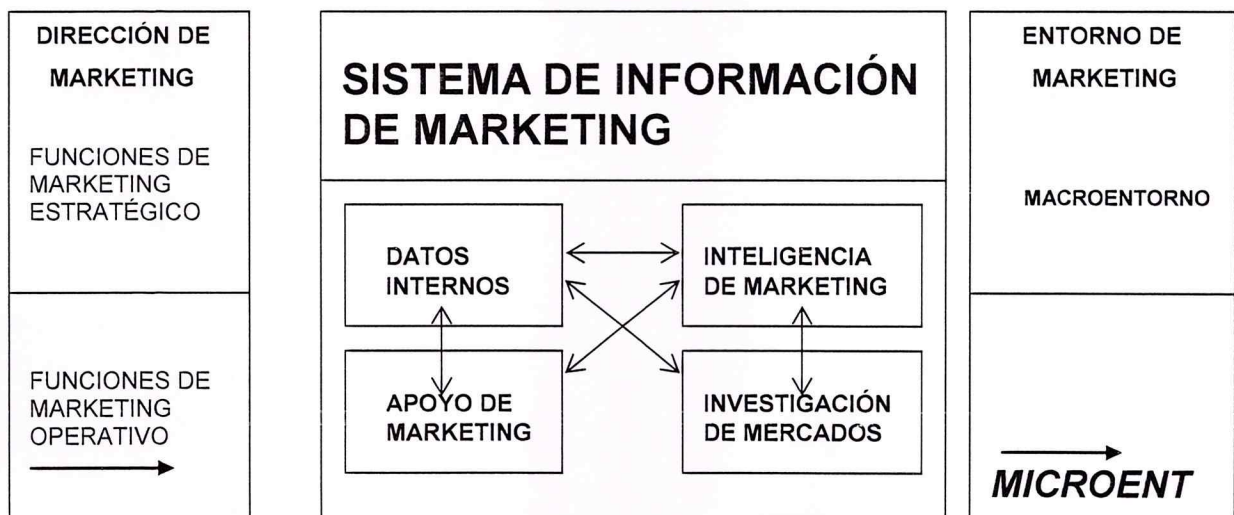 DIRECCIÓN DE
MARKETING
FUNCIONES DE
MARKETING
ESTRATÉGICO
FUNCIONES DE
MARKETING
OPERATIVO
SISTEMA DE INFORMACIÓN
DE MARKETING
DATOS
INTERNOS
INTELIGENCIA
DE MARKETING
APOYO DE
MARKETING
INVESTIGACIÓN
DE MERCADOS
ENTORNO DE
MARKETING
MACROENTORNO
MICROENT